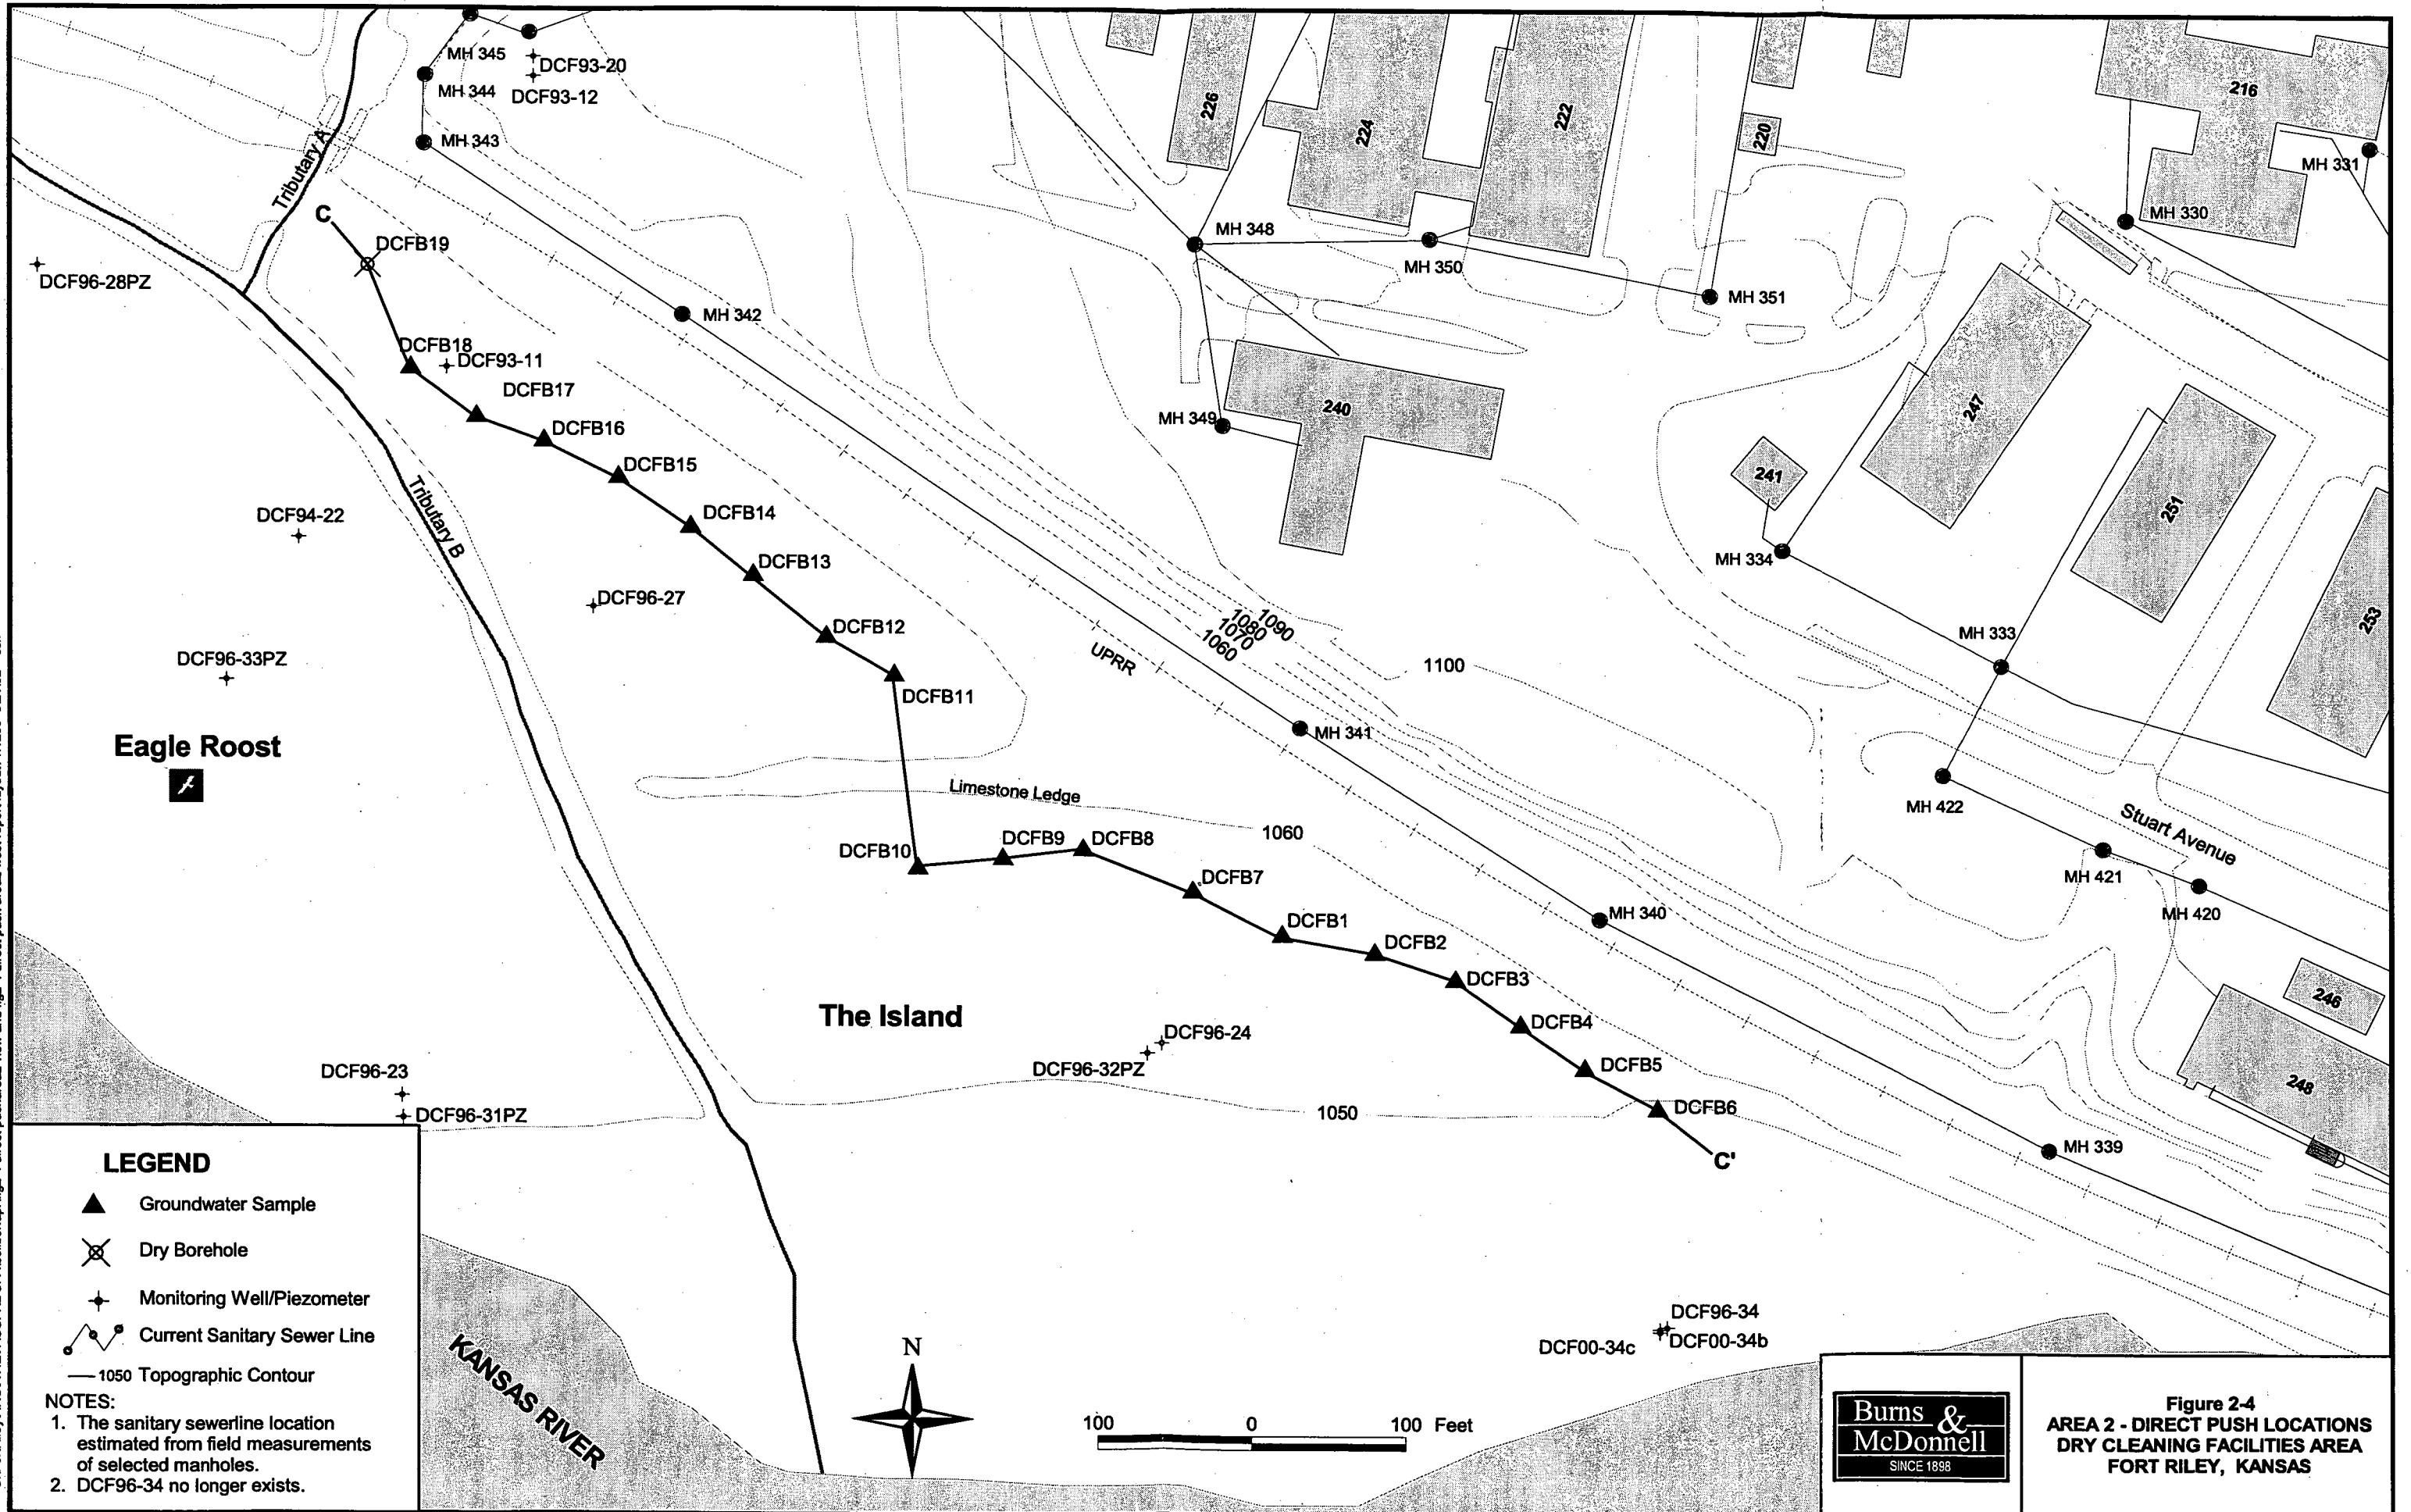 MH 345
DCF93-20
MH 344
DCF93-12
MH 343
Tributary A
C
DCFB19
DCF96-28PZ
MH 342
DCFB18
DCF93-11
DCFB17
DCFB16
DCFB15
DCFB14
DCFB13
DCFB12
DCFB11
DCF94-22
Tributary B
DCF96-27
DCF96-33PZ
Eagle Roost
226
224
222
220
216
MH 331
MH 330
MH 348
MH 350
MH 351
MH 349
240
247
241
251
253
MH 334
MH 333
1090
1080
1070
1060
UPRR
1100
MH 341
MH 422
Stuart Avenue
MH 421
MH 420
Limestone Ledge
1060
DCFB10
DCFB9
DCFB8
DCFB7
DCFB1
DCFB2
DCFB3
DCFB4
DCFB5
DCFB6
C'
MH 340
246
248
MH 339
The Island
DCF96-24
DCF96-32PZ
1050
DCF96-23
DCF96-31PZ
DCF96-34
DCF00-34c
DCF00-34b
KANSAS RIVER
N
100 0 100 Feet
LEGEND
Groundwater Sample
Dry Borehole
Monitoring Well/Piezometer
Current Sanitary Sewer Line
1050 Topographic Contour
NOTES:
1. The sanitary sewerline location
estimated from field measurements
of selected manholes.
2. DCF96-34 no longer exists.
Burns &
McDonnell
SINCE 1898
Figure 2-4
AREA 2 - DIRECT PUSH LOCATIONS
DRY CLEANING FACILITIES AREA
FORT RILEY, KANSAS